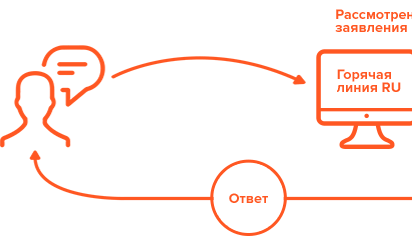 Рассмотрен
заявления
Горячая
линия RU
Ответ